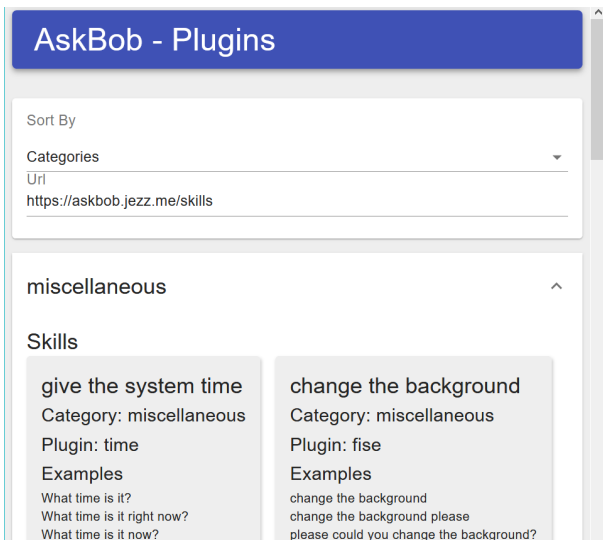 AskBob - Plugins
Sort By
Categories
Url
https://askbob.jezz.me/skills
miscellaneous
Skills
give the system time
Category: miscellaneous
Plugin: time
Examples
What time is it?
What time is it right now?
What time is it now?
change the background
Category: miscellaneous
Plugin: fise
Examples
change the background
change the background please
please could you change the background?